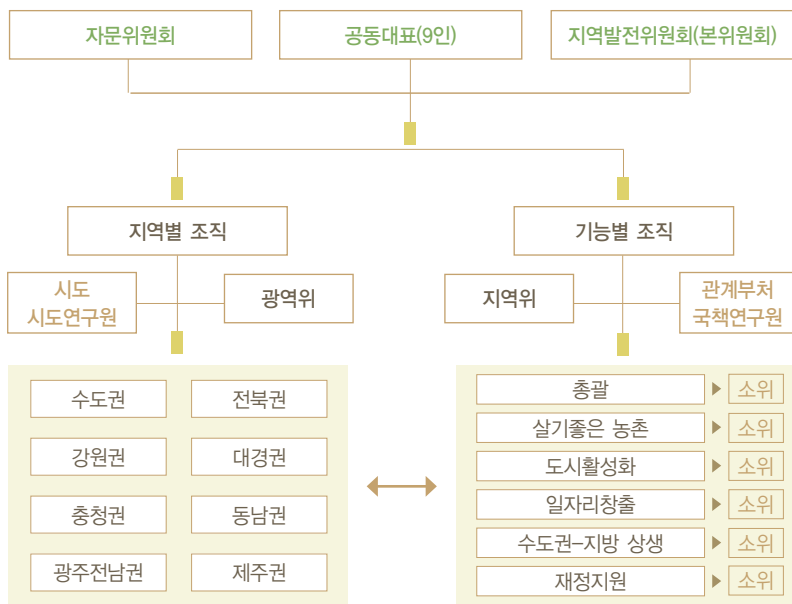 자문위원회
공동대표(9인)
지역발전위원회(본위원회)
지역별 조직
기능별 조직
시도
시도연구원
광역위
지역위
관계부처
국책연구원
수도권
전북권
강원권
대경권
충청권
동남권
광주전남권
제주권
총괄
소위
살기좋은 농촌
소위
도시활성화
소위
일자리창출
소위
수도권–지방 상생
소위
재정지원
소위